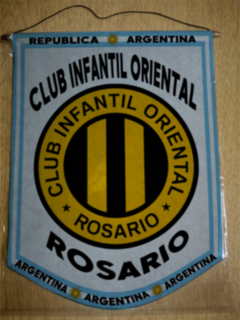 REPUBLICA ARGENTINA
CLUB INFANTIL ORIENTAL
CLUB INFANTIL ORIENTAL
ROSARIO
ROSARIO
ARGENTINA ARGENTINA ARGENTINA